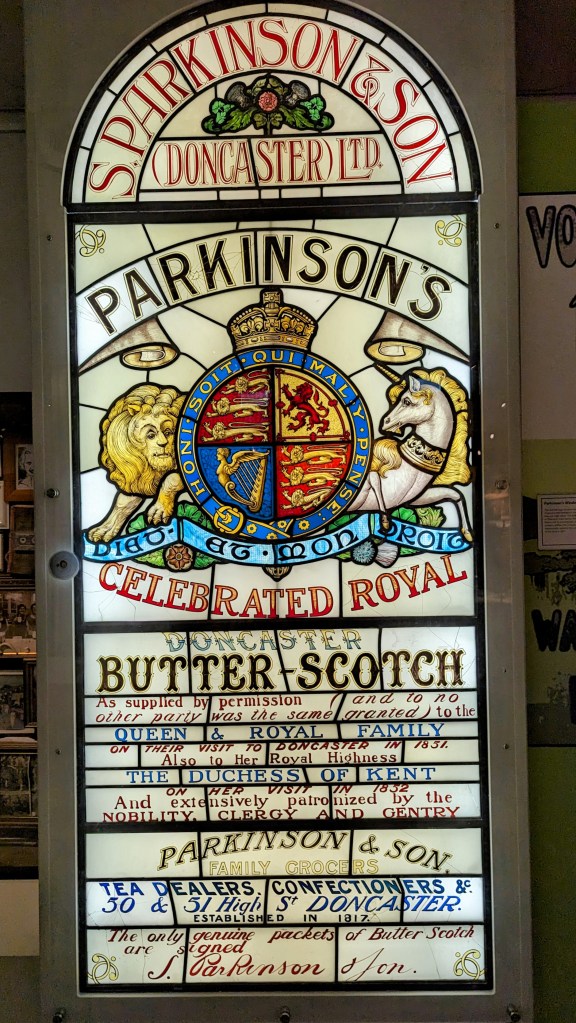 S. PARKINSON & SON
(DONCASTER) LTD.
PARKINSON'S
HONI · SOIT · QUI · MAL · Y · PENSE
DIEU · ET · MON DROIT
CELEBRATED ROYAL
DONCASTER
BUTTER-SCOTCH
As supplied by permission (and to no
other party was the same granted) to the
QUEEN & ROYAL FAMILY
ON THEIR VISIT TO DONCASTER IN 1851.
Also to Her Royal Highness
THE DUCHESS OF KENT
ON HER VISIT IN 1852
And extensively patronized by the
NOBILITY, CLERGY AND GENTRY
PARKINSON & SON.
FAMILY GROCERS
TEA DEALERS, CONFECTIONERS &c.
50 & 51 High St DONCASTER.
ESTABLISHED IN 1817.
The only genuine packets of Butter Scotch
are signed
S. Parkinson & Son.
VO
WA